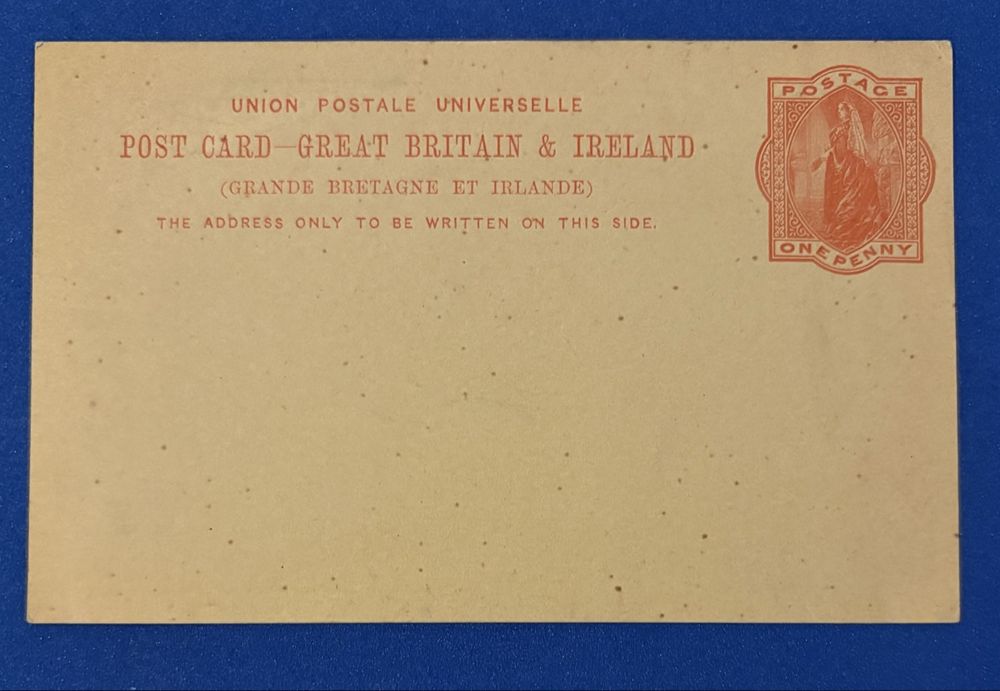 UNION POSTALE UNIVERSELLE
POST CARD—GREAT BRITAIN & IRELAND
(GRANDE BRETAGNE ET IRLANDE)
THE ADDRESS ONLY TO BE WRITTEN ON THIS SIDE.
POSTAGE
ONE PENNY